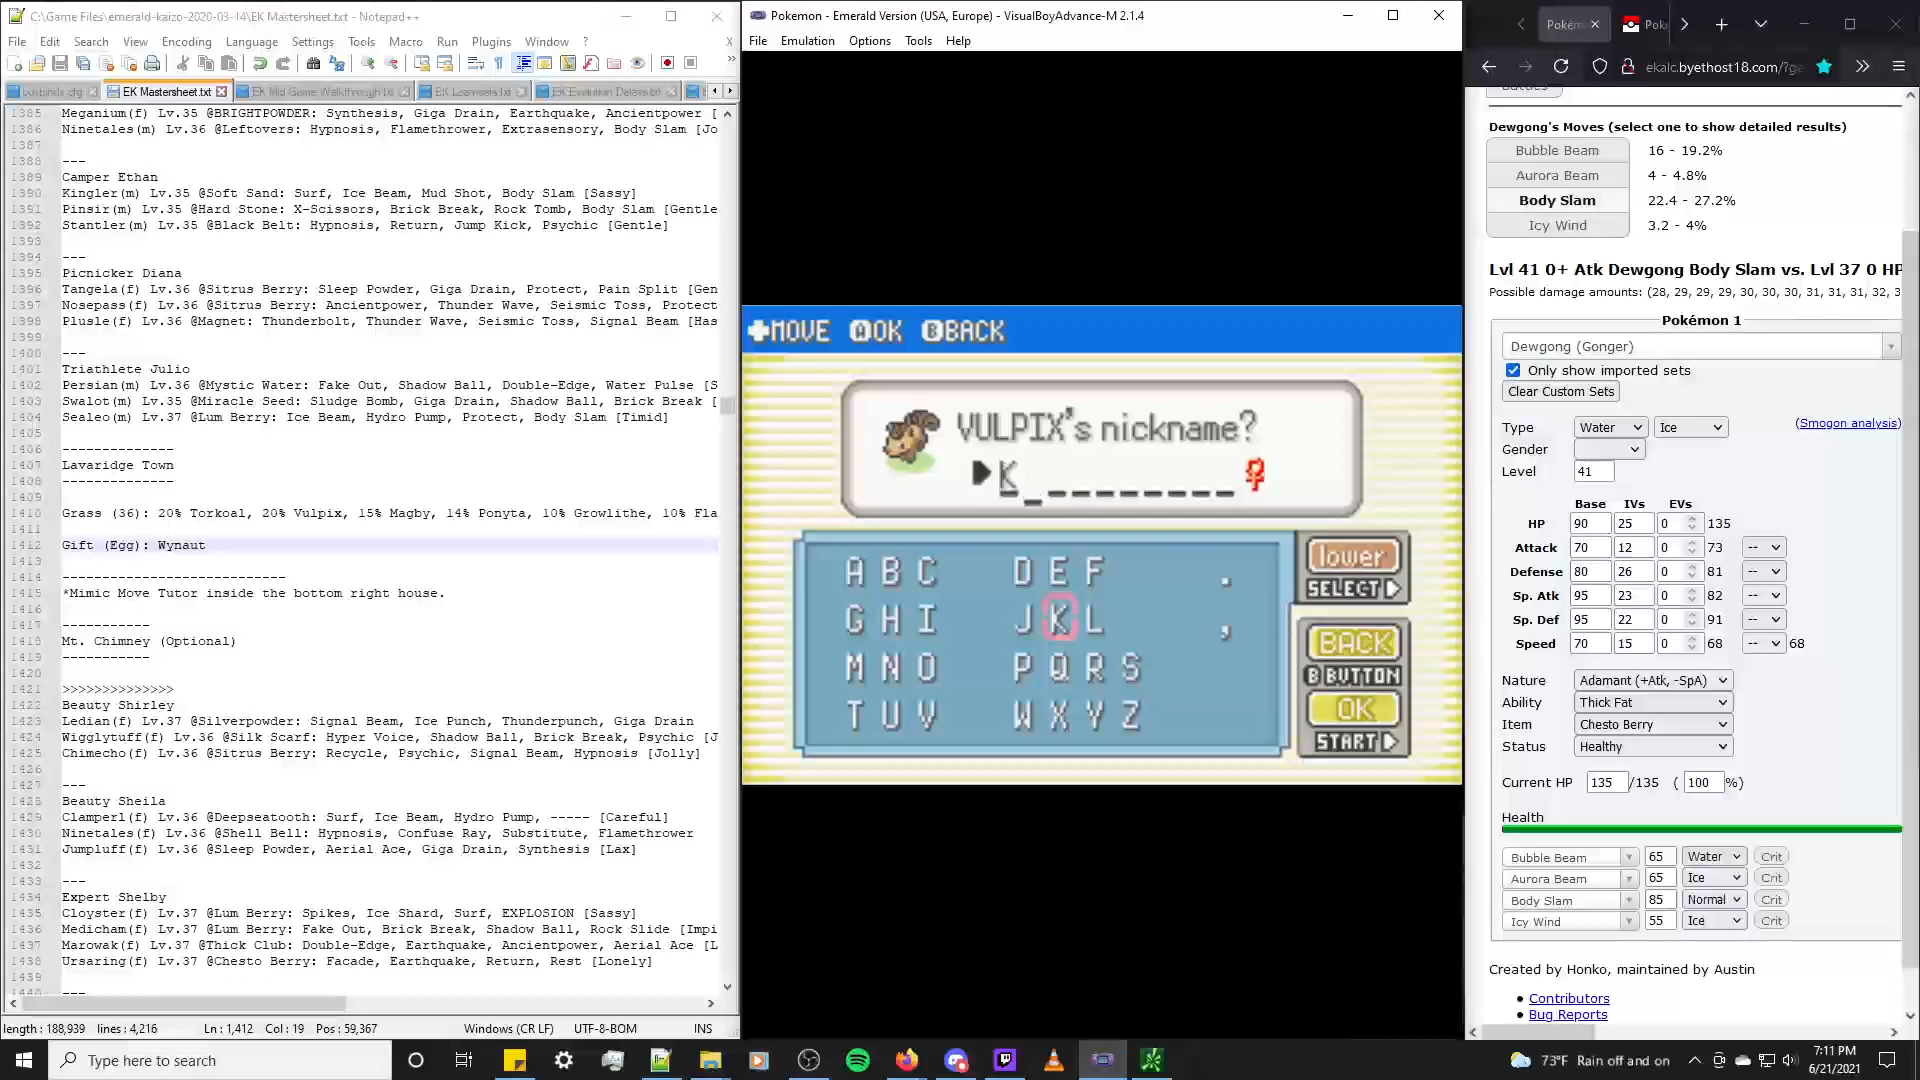 C:\Game Files\emerald-kaizo-2020-03-14\EK Mastersheet.txt - Notepad++
File Edit Search View Encoding Language Settings Tools Macro Run Plugins Window ?
EK Mastersheet.txt EK Mid Game Walkthrough.txt EK Learnsets.txt
1385 Meganium(f) Lv.35 @BRIGHTPOWDER: Synthesis, Giga Drain, Earthquake, Ancientpower [
1386 Ninetales(m) Lv.36 @Leftovers: Hypnosis, Flamethrower, Extrasensory, Body Slam [Jo
1387
1388 ---
1389 Camper Ethan
1390 Kingler(m) Lv.35 @Soft Sand: Surf, Ice Beam, Mud Shot, Body Slam [Sassy]
1391 Pinsir(m) Lv.35 @Hard Stone: X-Scissors, Brick Break, Rock Tomb, Body Slam [Gentle
1392 Stantler(m) Lv.35 @Black Belt: Hypnosis, Return, Jump Kick, Psychic [Gentle]
1393
1394 ---
1395 Picnicker Diana
1396 Tangela(f) Lv.36 @Sitrus Berry: Sleep Powder, Giga Drain, Protect, Pain Split [Gen
1397 Nosepass(f) Lv.36 @Sitrus Berry: Ancientpower, Thunder Wave, Seismic Toss, Protect
1398 Plusle(f) Lv.36 @Magnet: Thunderbolt, Thunder Wave, Seismic Toss, Signal Beam [Has
1399
1400 ---
1401 Triathlete Julio
1402 Persian(m) Lv.36 @Mystic Water: Fake Out, Shadow Ball, Double-Edge, Water Pulse [S
1403 Swalot(m) Lv.35 @Miracle Seed: Sludge Bomb, Giga Drain, Shadow Ball, Brick Break [
1404 Sealeo(m) Lv.37 @Lum Berry: Ice Beam, Hydro Pump, Protect, Body Slam [Timid]
1405
1406 --------------
1407 Lavaridge Town
1408 --------------
1409
1410 Grass (36): 20% Torkoal, 20% Vulpix, 15% Magby, 14% Ponyta, 10% Growlithe, 10% Fla
1411
1412 Gift (Egg): Wynaut
1413
1414 ----------------------------
1415 *Mimic Move Tutor inside the bottom right house.
1416
1417 -----------
1418 Mt. Chimney (Optional)
1419 -----------
1420
1421 >>>>>>>>>>>>>>
1422 Beauty Shirley
1423 Ledian(f) Lv.37 @Silverpowder: Signal Beam, Ice Punch, Thunderpunch, Giga Drain
1424 Wigglytuff(f) Lv.36 @Silk Scarf: Hyper Voice, Shadow Ball, Brick Break, Psychic [J
1425 Chimecho(f) Lv.36 @Sitrus Berry: Recycle, Psychic, Signal Beam, Hypnosis [Jolly]
1426
1427 ---
1428 Beauty Sheila
1429 Clamperl(f) Lv.36 @Deepseatooth: Surf, Ice Beam, Hydro Pump, ----- [Careful]
1430 Ninetales(f) Lv.36 @Shell Bell: Hypnosis, Confuse Ray, Substitute, Flamethrower
1431 Jumpluff(f) Lv.36 @Sleep Powder, Aerial Ace, Giga Drain, Synthesis [Lax]
1432
1433 ---
1434 Expert Shelby
1435 Cloyster(f) Lv.37 @Lum Berry: Spikes, Ice Shard, Surf, EXPLOSION [Sassy]
1436 Medicham(f) Lv.37 @Lum Berry: Fake Out, Brick Break, Shadow Ball, Rock Slide [Impi
1437 Marowak(f) Lv.37 @Thick Club: Double-Edge, Earthquake, Ancientpower, Aerial Ace [L
1438 Ursaring(f) Lv.37 @Chesto Berry: Facade, Earthquake, Return, Rest [Lonely]
1439
1440 ---
length : 188,939 lines : 4,216 Ln : 1,412 Col : 19 Pos : 59,367 Windows (CR LF) UTF-8-BOM INS
Pokemon - Emerald Version (USA, Europe) - VisualBoyAdvance-M 2.1.4
File Emulation Options Tools Help
MOVE A OK B BACK
VULPIX's nickname?
K
A B C D E F .
G H I J K L ,
M N O P Q R S
T U V W X Y Z
lower
SELECT
BACK
B BUTTON
OK
START
ekalc.byethost18.com/?ge
Dewgong's Moves (select one to show detailed results)
Bubble Beam 16 - 19.2%
Aurora Beam 4 - 4.8%
Body Slam 22.4 - 27.2%
Icy Wind 3.2 - 4%
Lvl 41 0+ Atk Dewgong Body Slam vs. Lvl 37 0 HP
Possible damage amounts: (28, 29, 29, 29, 30, 30, 30, 31, 31, 31, 32, 3
Pokémon 1
Dewgong (Gonger)
Only show imported sets
Clear Custom Sets
Type Water Ice (Smogon analysis)
Gender
Level 41
Base IVs EVs
HP 90 25 0 135
Attack 70 12 0 73 --
Defense 80 26 0 81 --
Sp. Atk 95 23 0 82 --
Sp. Def 95 22 0 91 --
Speed 70 15 0 68 -- 68
Nature Adamant (+Atk, -SpA)
Ability Thick Fat
Item Chesto Berry
Status Healthy
Current HP 135/135 (100%)
Health
Bubble Beam 65 Water Crit
Aurora Beam 65 Ice Crit
Body Slam 85 Normal Crit
Icy Wind 55 Ice Crit
Created by Honko, maintained by Austin
Contributors
Bug Reports
Type here to search
73°F Rain off and on
7:11 PM
6/21/2021